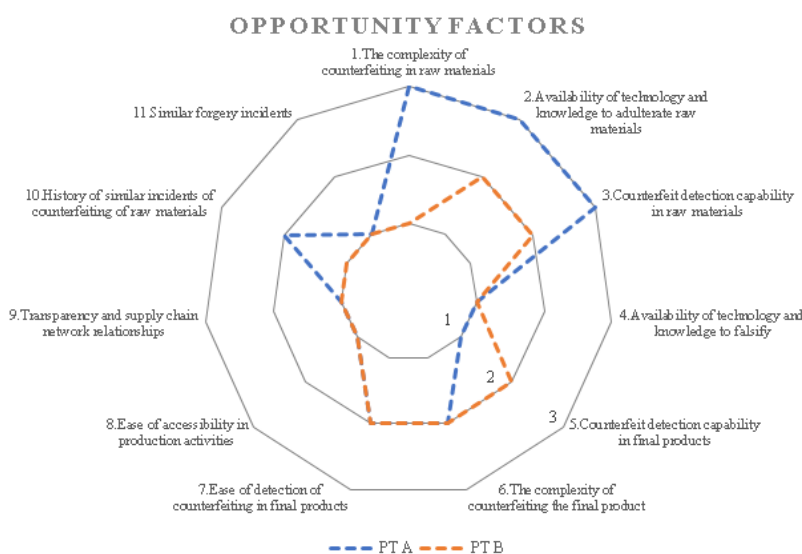 OPPORTUNITY FACTORS
1.The complexity of
counterfeiting in raw materials
2.Availability of technology and
knowledge to adulterate raw
materials
3.Counterfeit detection capability
in raw materials
4.Availability of technology and
knowledge to falsify
5.Counterfeit detection capability
in final products
6.The complexity of
counterfeiting the final product
7.Ease of detection of
counterfeiting in final products
8.Ease of accessibility in
production activities
9.Transparency and supply chain
network relationships
10.History of similar incidents of
counterfeiting of raw materials
11.Similar forgery incidents
1
2
3
PT A
PT B